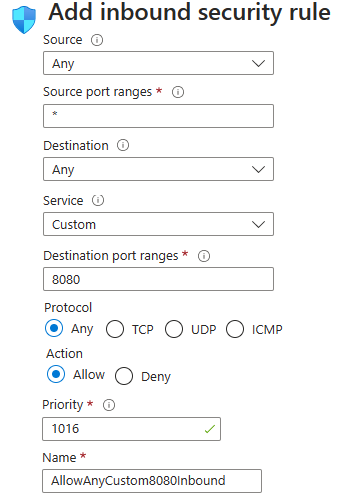 Add inbound security rule
Source
Any
Source port ranges *
*
Destination
Any
Service
Custom
Destination port ranges *
8080
Protocol
Any TCP UDP ICMP
Action
Allow Deny
Priority *
1016
Name *
AllowAnyCustom8080Inbound